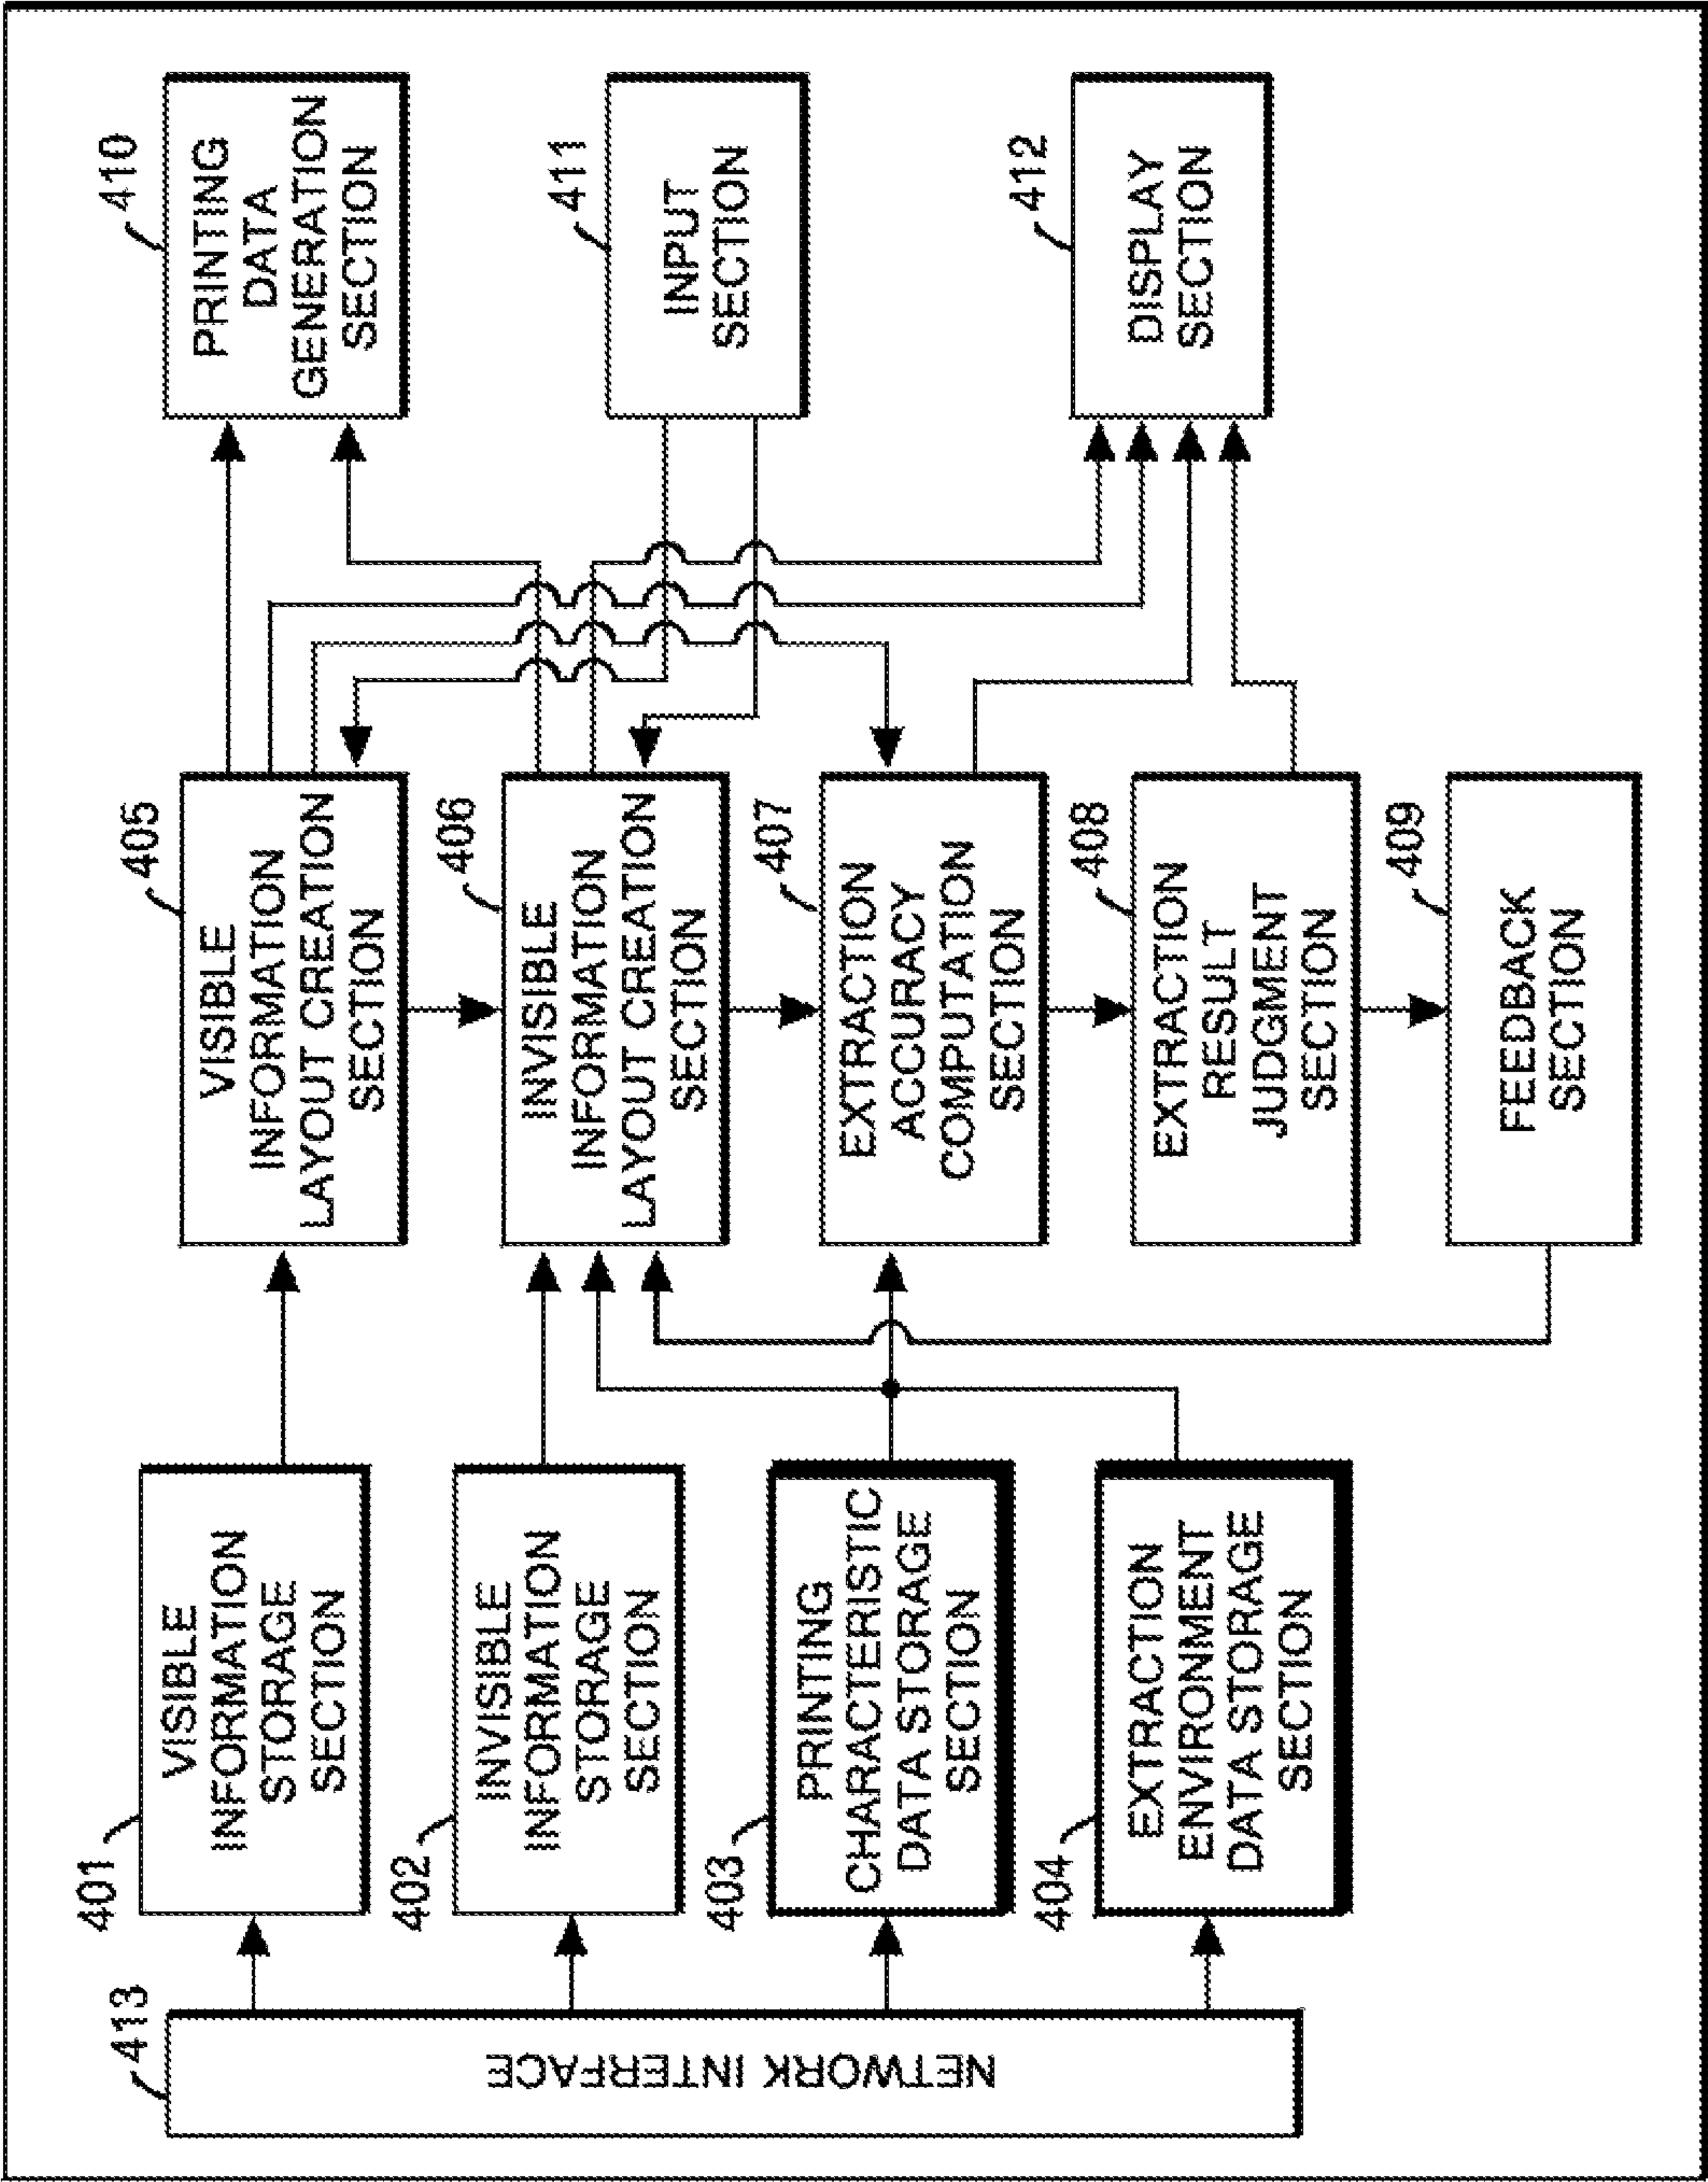 413
NETWORK INTERFACE
401
VISIBLE
INFORMATION
STORAGE
SECTION
402
INVISIBLE
INFORMATION
STORAGE
SECTION
403
PRINTING
CHARACTERISTIC
DATA STORAGE
SECTION
404
EXTRACTION
ENVIRONMENT
DATA STORAGE
SECTION
405
VISIBLE
INFORMATION
LAYOUT CREATION
SECTION
406
INVISIBLE
INFORMATION
LAYOUT CREATION
SECTION
407
EXTRACTION
ACCURACY
COMPUTATION
SECTION
408
EXTRACTION
RESULT
JUDGMENT
SECTION
409
FEEDBACK
SECTION
410
PRINTING
DATA
GENERATION
SECTION
411
INPUT
SECTION
412
DISPLAY
SECTION